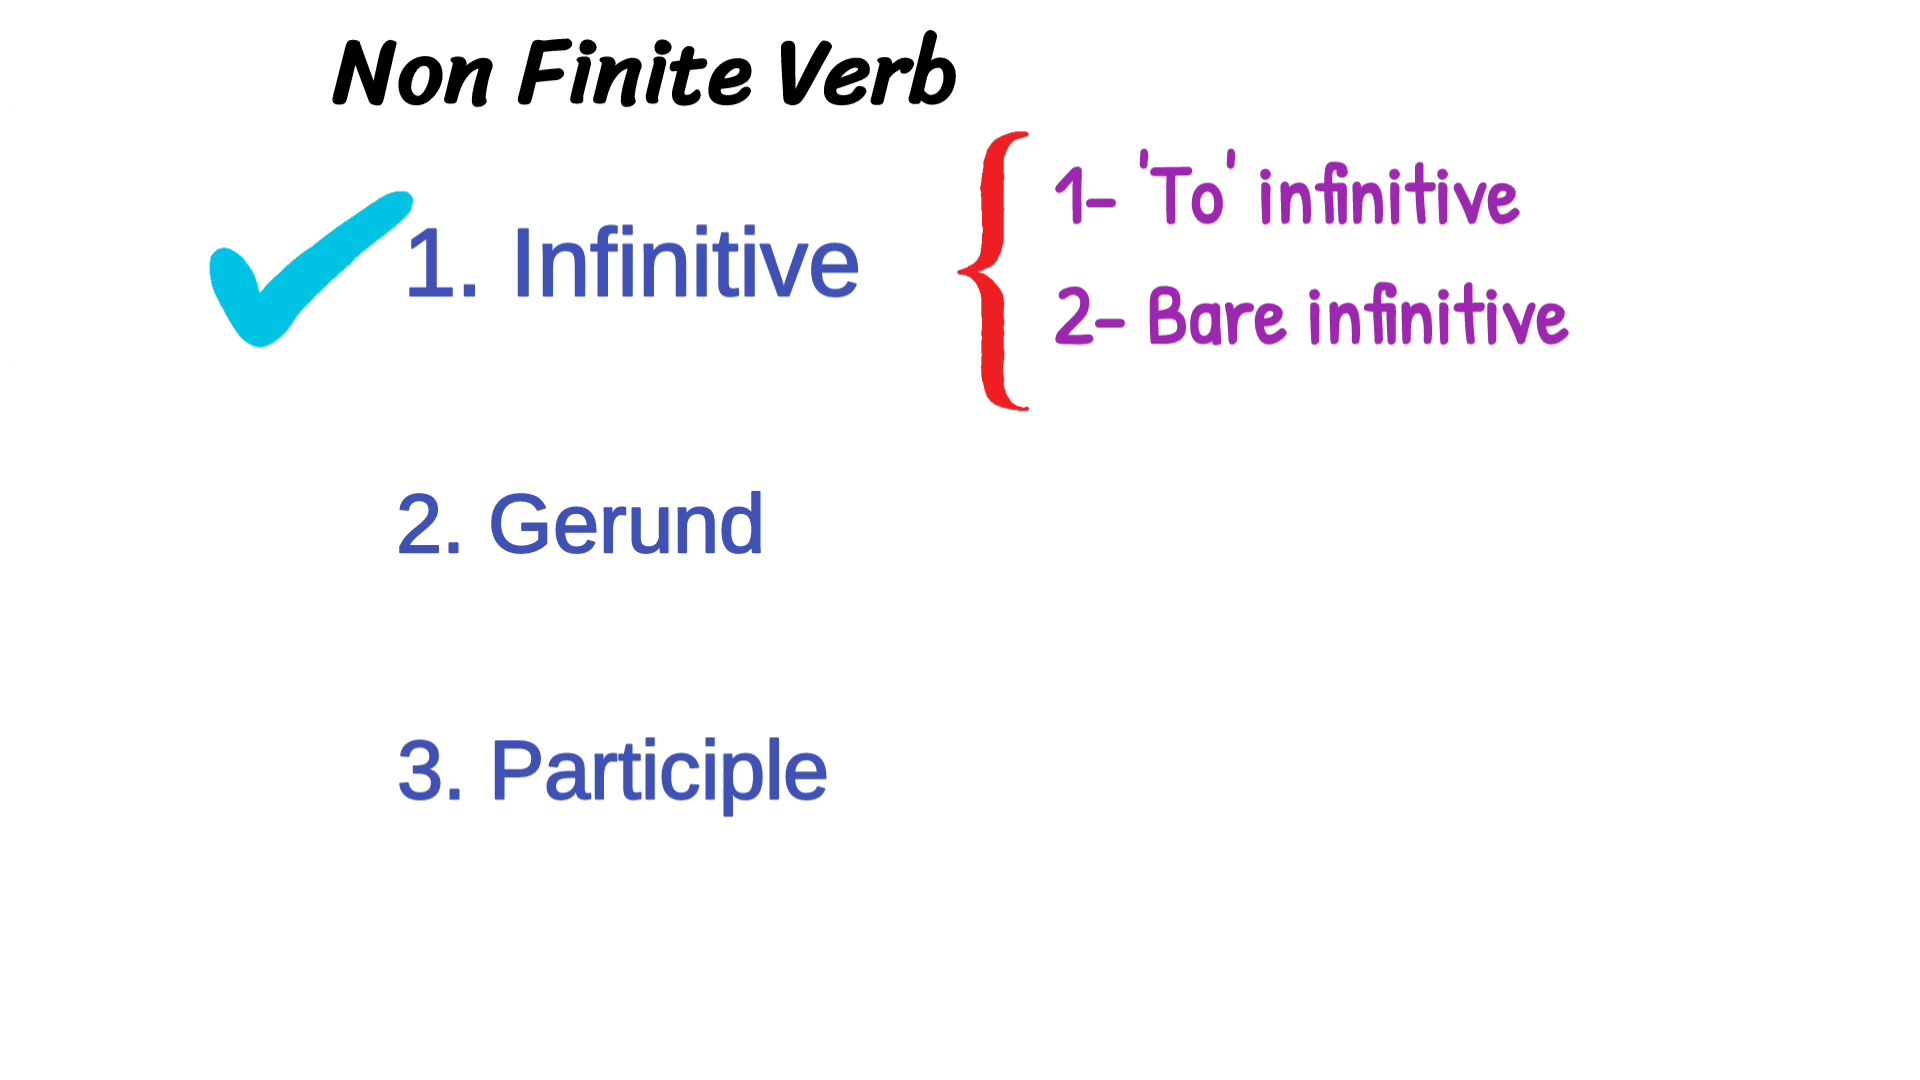 Non Finite Verb
1. Infinitive
1- 'To' infinitive
2- Bare infinitive
2. Gerund
3. Participle